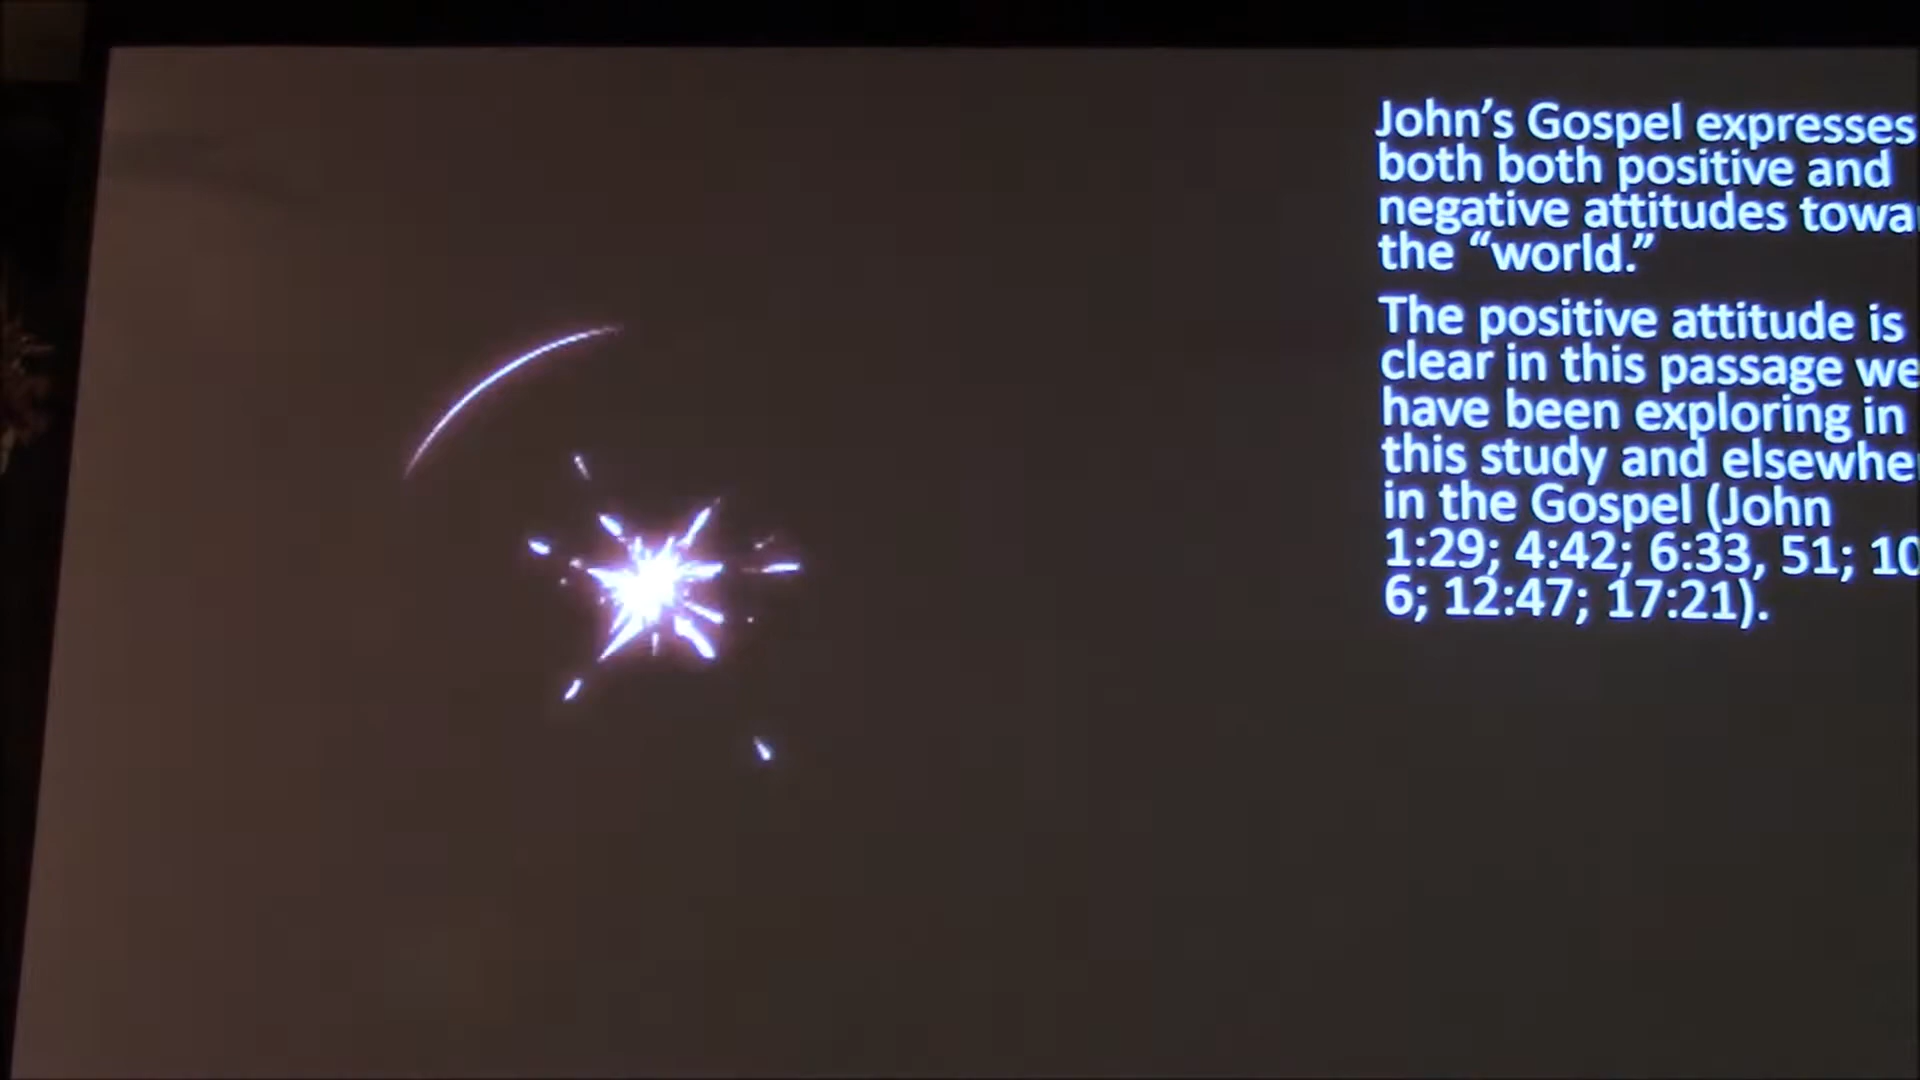 John's Gospel expresses
both both positive and
negative attitudes
the “world.”
The positive attitude is
clear in this passage we
have been exploring in
this study and
in the Gospel (John
1:29; 4:42; 6:33, 51; 10
6; 12:47; 17:21).